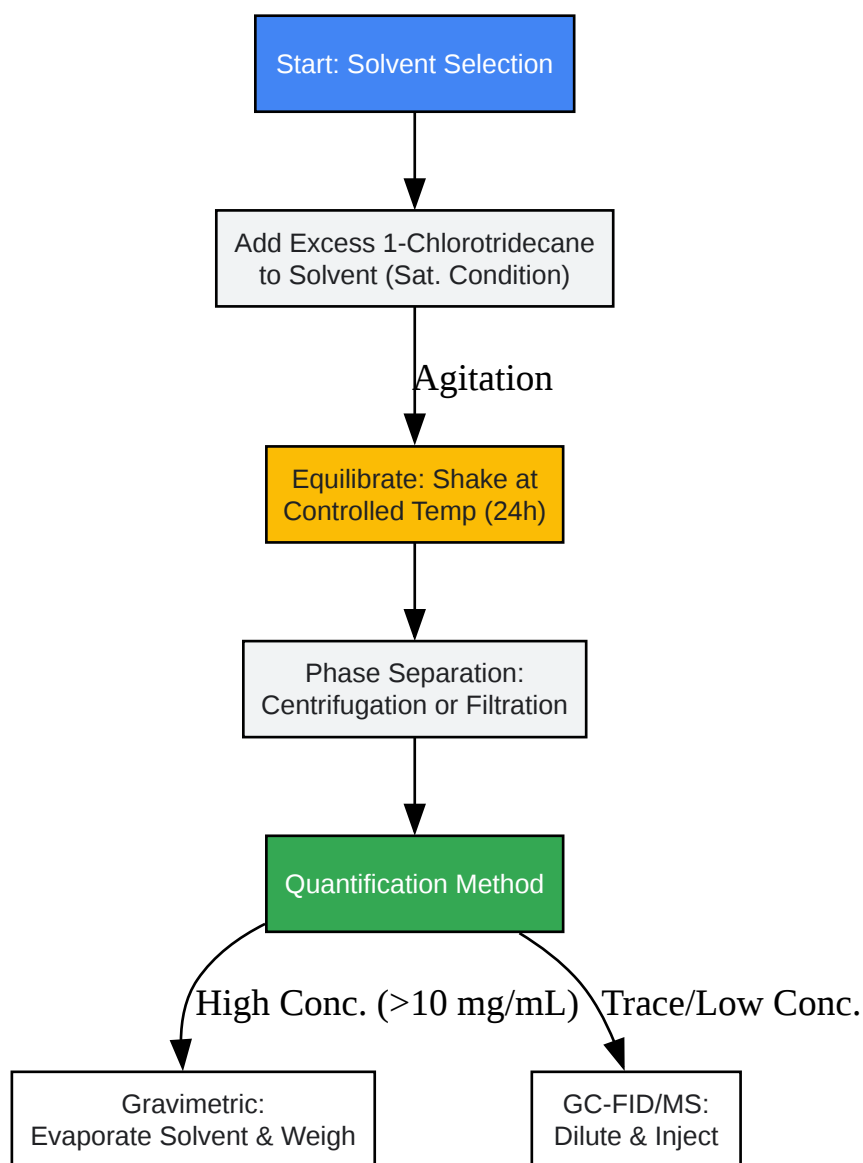 Start: Solvent Selection
Add Excess 1-Chlorotridecane
to Solvent (Sat. Condition)
Agitation
Equilibrate: Shake at
Controlled Temp (24h)
Phase Separation:
Centrifugation or Filtration
Quantification Method
High Conc. (>10 mg/mL)
Trace/Low Conc.
Gravimetric:
Evaporate Solvent & Weigh
GC-FID/MS:
Dilute & Inject